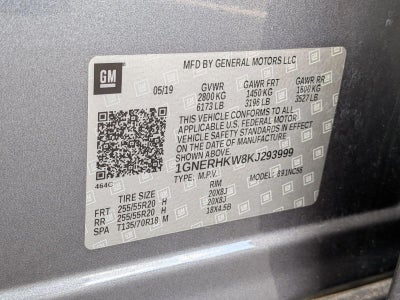 MFD BY GENERAL MOTORS LLC
GM
05/19 GVWR GAWR FRT GAWR RR
2800 KG 1450 KG 1600 KG
6173 LB 3196 LB 3527 LB
THIS VEHICLE CONFORMS TO ALL
APPLICABLE U.S. FEDERAL MOTOR
VEHICLE SAFETY STANDARDS IN EFFECT
ON THE DATE OF MANUFACTURE
SHOWN ABOVE.
1GNERHKW8KJ293999
464C TYPE: M.P.V. MODEL:
TIRE SIZE RIM
FRT 255/55R20 H 20X8J
RR 255/55R20 H 20X8J
SPA T135/70R18 M 18X4.5B